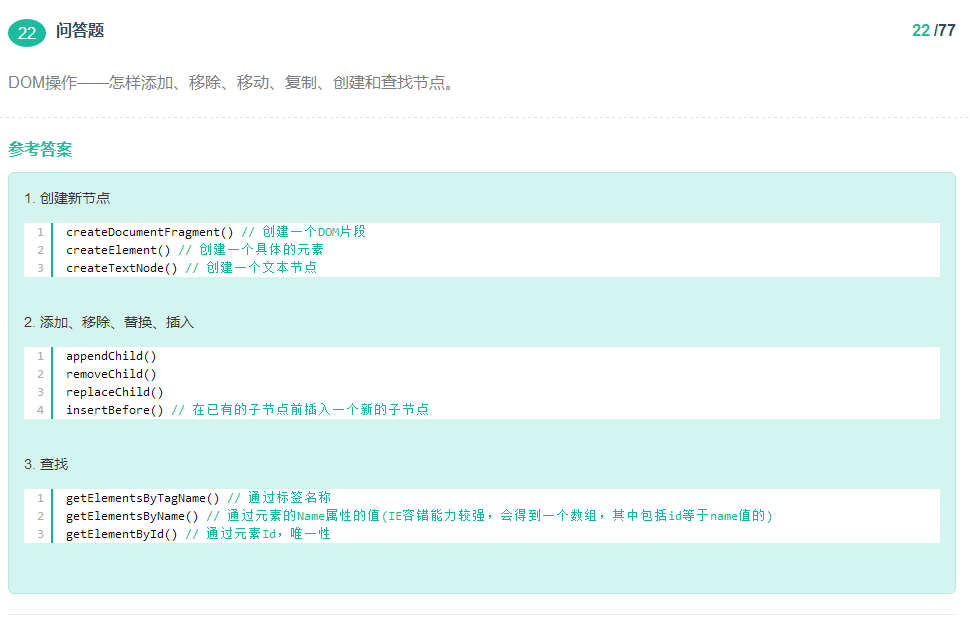 22 问答题 22 /77
DOM操作——怎样添加、移除、移动、复制、创建和查找节点。
参考答案
1. 创建新节点
1 createDocumentFragment() // 创建一个DOM片段
2 createElement() // 创建一个具体的元素
3 createTextNode() // 创建一个文本节点
2. 添加、移除、替换、插入
1 appendChild()
2 removeChild()
3 replaceChild()
4 insertBefore() // 在已有的子节点前插入一个新的子节点
3. 查找
1 getElementsByTagName() // 通过标签名称
2 getElementsByName() // 通过元素的Name属性的值(IE容错能力较强，会得到一个数组，其中包括id等于name值的)
3 getElementById() // 通过元素Id，唯一性